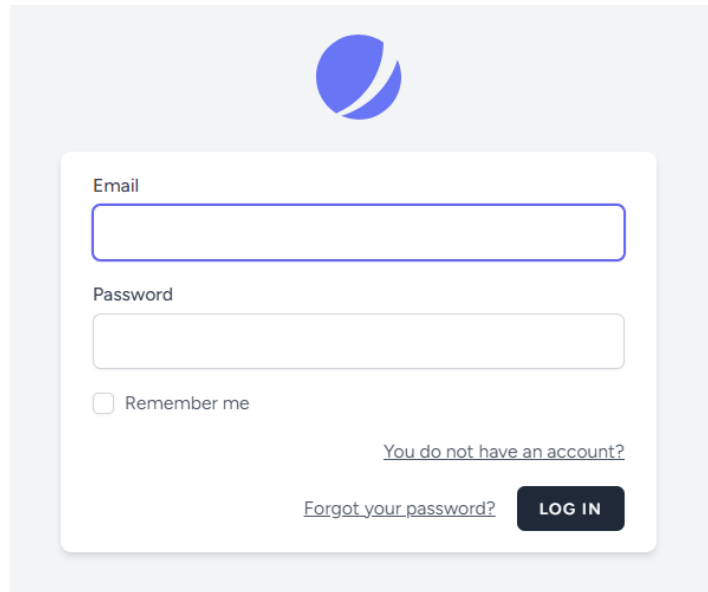 Email
Password
Remember me
You do not have an account?
Forgot your password? LOG IN